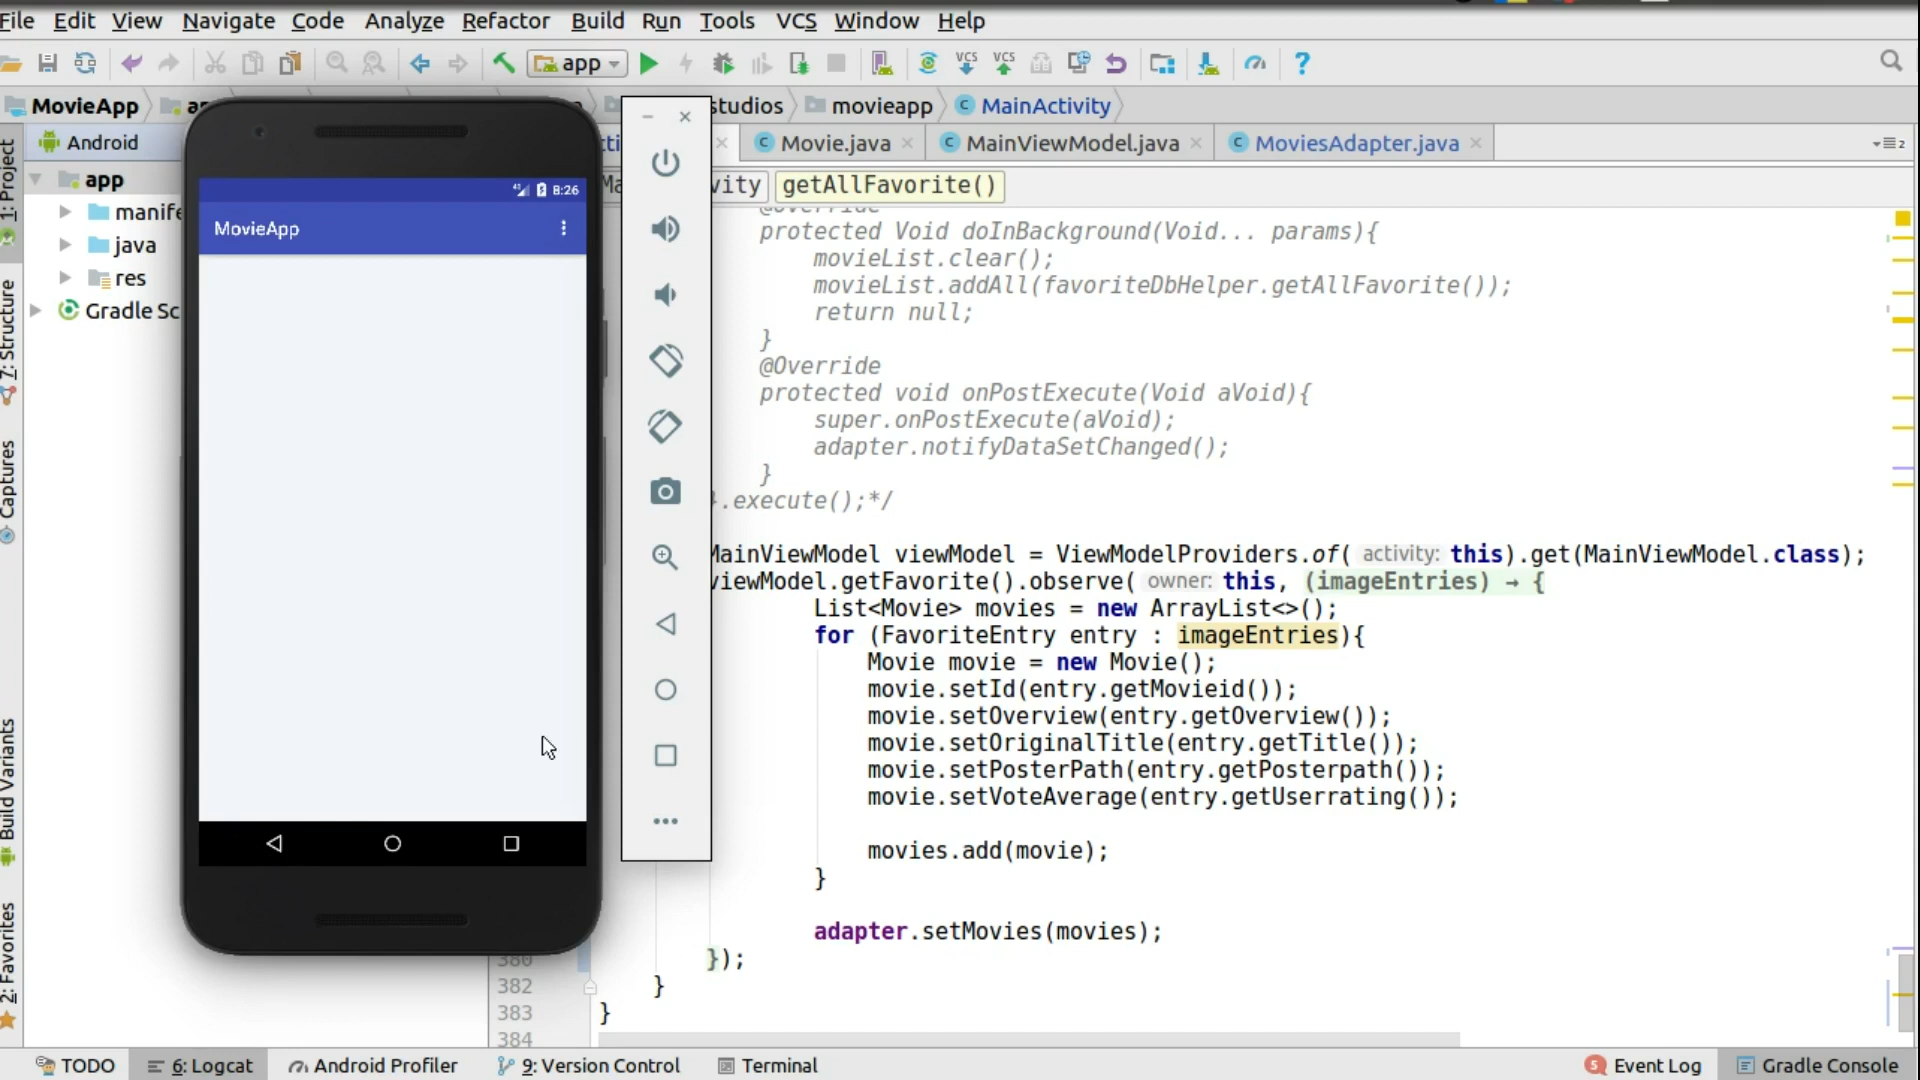 File Edit View Navigate Code Analyze Refactor Build Run Tools VCS Window Help
app
VCS VCS
MovieApp studios movieapp MainActivity
Android
Movie.java MainViewModel.java MoviesAdapter.java
getAllFavorite()
1: Project
7: Structure
Captures
Build Variants
2: Favorites
app
java
res
8:26
MovieApp
@Override
protected Void doInBackground(Void... params){
movieList.clear();
movieList.addAll(favoriteDbHelper.getAllFavorite());
return null;
}
@Override
protected void onPostExecute(Void aVoid){
super.onPostExecute(aVoid);
adapter.notifyDataSetChanged();
}
}.execute();*/
MainViewModel viewModel = ViewModelProviders.of( activity: this).get(MainViewModel.class);
viewModel.getFavorite().observe( owner: this, (imageEntries) → {
List<Movie> movies = new ArrayList<>();
for (FavoriteEntry entry : imageEntries){
Movie movie = new Movie();
movie.setId(entry.getMovieid());
movie.setOverview(entry.getOverview());
movie.setOriginalTitle(entry.getTitle());
movie.setPosterPath(entry.getPosterpath());
movie.setVoteAverage(entry.getUserrating());
movies.add(movie);
}
adapter.setMovies(movies);
380 });
382 }
383 }
384
TODO 6: Logcat Android Profiler 9: Version Control Terminal Event Log Gradle Console